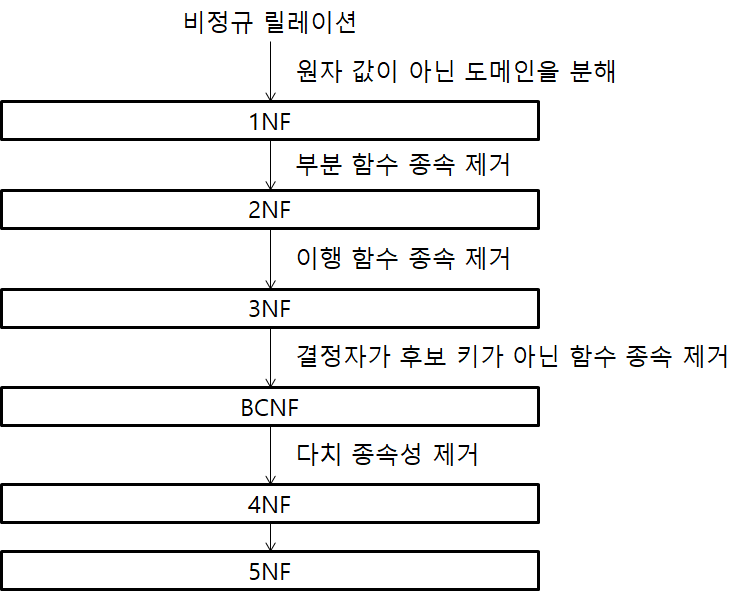 비정규 릴레이션
원자 값이 아닌 도메인을 분해
1NF
부분 함수 종속 제거
2NF
이행 함수 종속 제거
3NF
결정자가 후보 키가 아닌 함수 종속 제거
BCNF
다치 종속성 제거
4NF
5NF